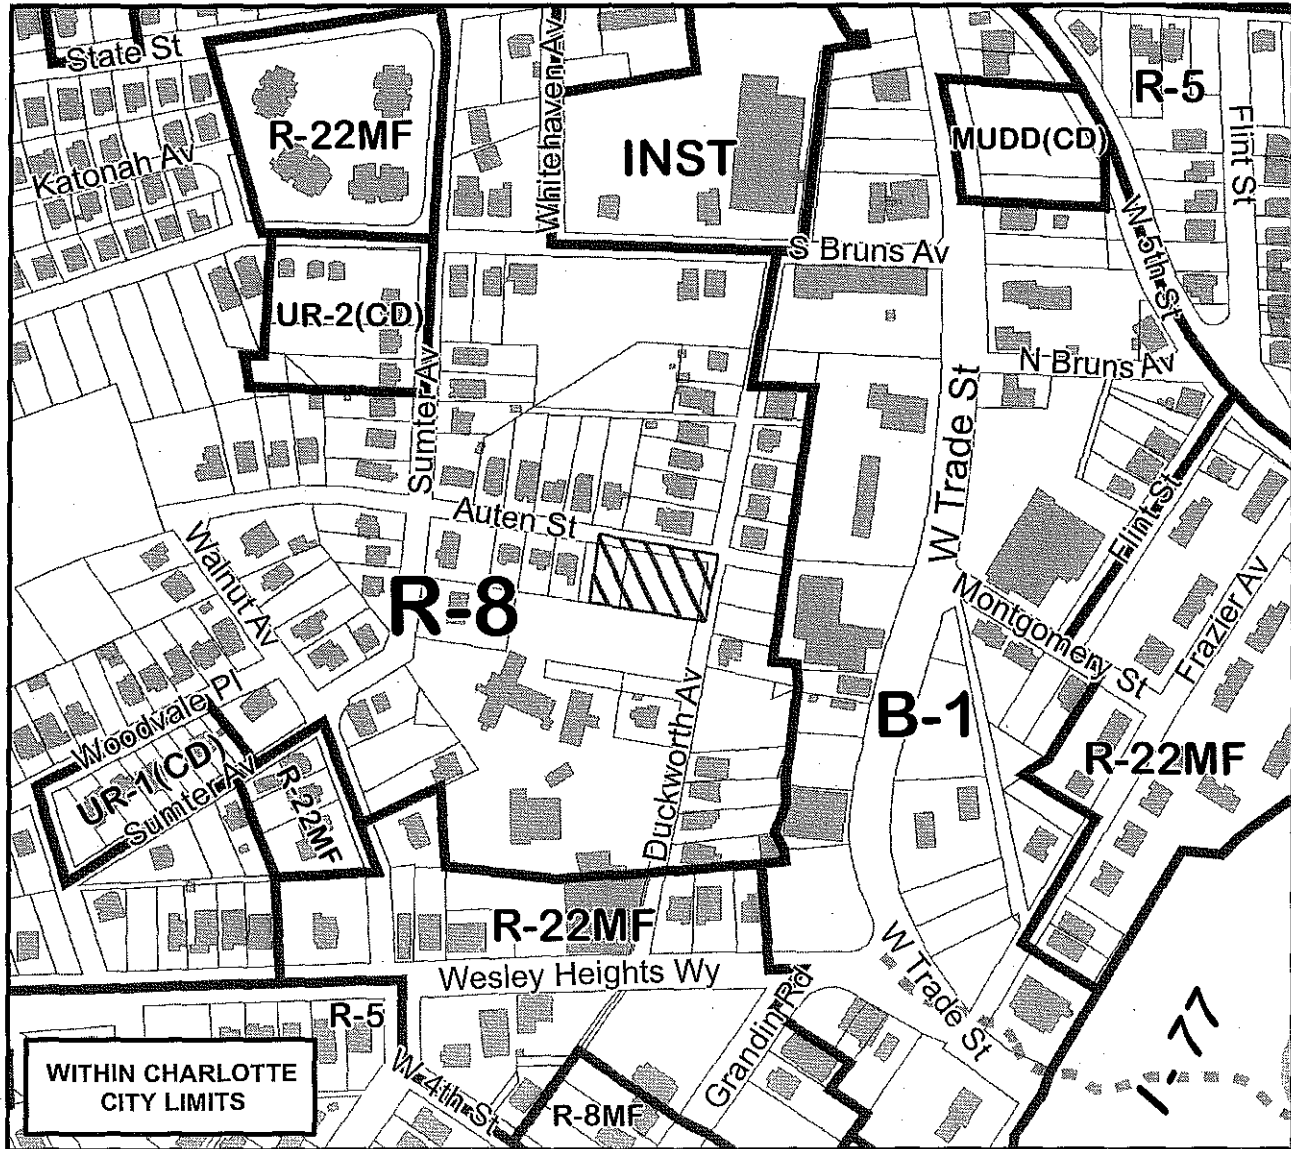 State St
Whitehaven Av
R-22MF
Katonah Av
INST
R-5
MUDD(CD)
Flint St
W 5th St
S Bruns Av
UR-2(CD)
Sumter Av
N Bruns Av
W Trade St
Auten St
Flint St
Walnut Av
R-8
Montgomery St
Frazier Av
Woodvale Pl
UR-1(CD)
Sumter Av
R-22MF
Duckworth Av
B-1
R-22MF
R-22MF
Wesley Heights Wy
W Trade St
Grandin Rd
R-5
I-77
W 4th St
R-8MF
WITHIN CHARLOTTE
CITY LIMITS